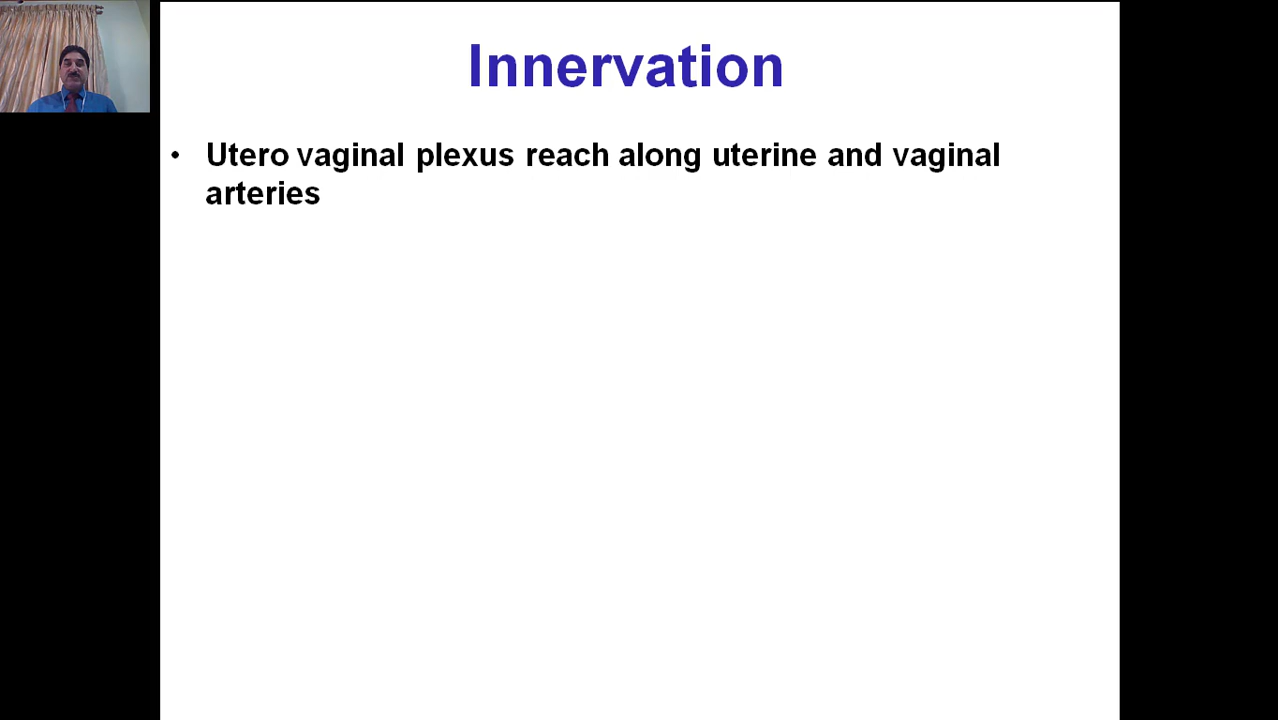 Innervation
• Utero vaginal plexus reach along uterine and vaginal
arteries